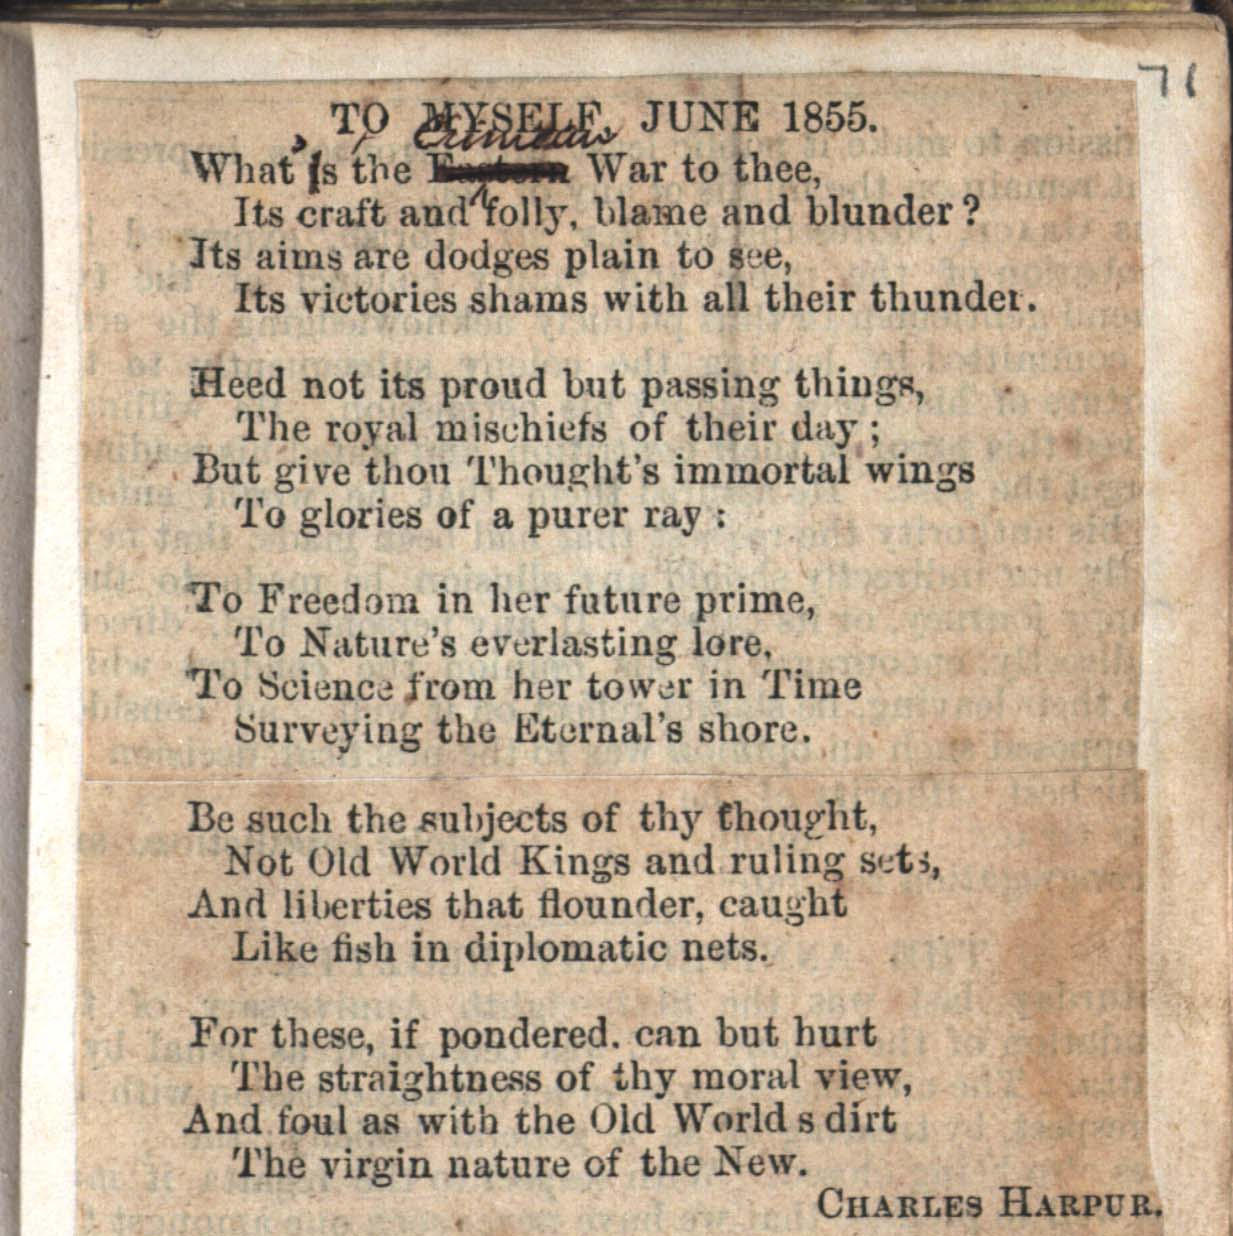 71
TO MYSELF, JUNE 1855.
Crimean
What's the Eastern War to thee,
Its craft and folly, blame and blunder?
Its aims are dodges plain to see,
Its victories shams with all their thunder.
Heed not its proud but passing things,
The royal mischiefs of their day;
But give thou Thought's immortal wings
To glories of a purer ray:
To Freedom in her future prime,
To Nature's everlasting lore,
To Science from her tower in Time
Surveying the Eternal's shore.
Be such the subjects of thy thought,
Not Old World Kings and ruling sets,
And liberties that flounder, caught
Like fish in diplomatic nets.
For these, if pondered. can but hurt
The straightness of thy moral view,
And foul as with the Old World s dirt
The virgin nature of the New.
CHARLES HARPUR.